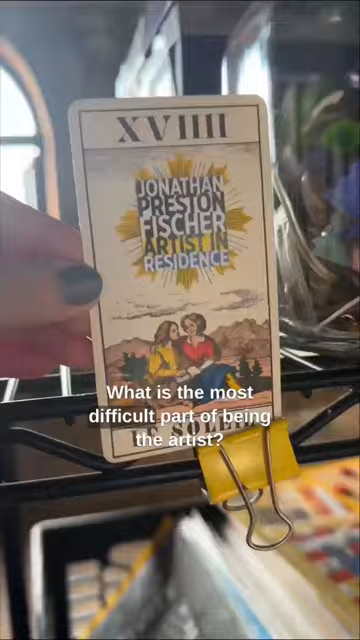 XVIIII
JONATHAN
PRESTON
FISCHER
ARTIST IN
RESIDENCE
What is the most
difficult part of being
the artist?